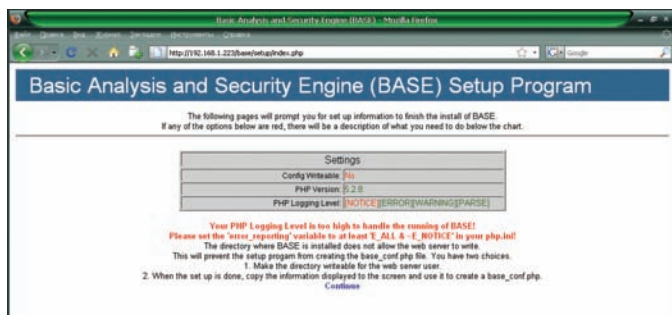 Basic Analysis and Security Engine (BASE) - Mozilla Firefox
Файл Правка Вид Журнал Закладки Инструменты Справка
http://192.168.1.223/base/setup/index.php
Google
Basic Analysis and Security Engine (BASE) Setup Program
The following pages will prompt you for set up information to finish the install of BASE.
If any of the options below are red, there will be a description of what you need to do below the chart.
Settings
Config Writeable: No
PHP Version: 5.2.8
PHP Logging Level: [NOTICE][ERROR][WARNING][PARSE]
Your PHP Logging Level is too high to handle the running of BASE!
Please set the 'error_reporting' variable to at least 'E_ALL & ~E_NOTICE' in your php.ini!
The directory where BASE is installed does not allow the web server to write.
This will prevent the setup progam from creating the base_conf.php file. You have two choices.
1. Make the directory writeable for the web server user.
2. When the set up is done, copy the information displayed to the screen and use it to create a base_conf.php.
Continue